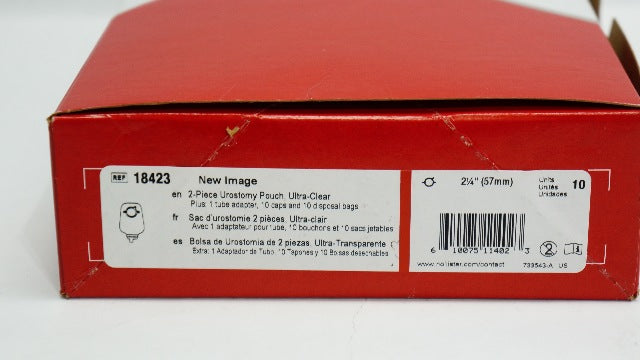 REF 18423 New Image
en 2-Piece Urostomy Pouch, Ultra-Clear
Plus: 1 tube adapter, 10 caps and 10 disposal bags
fr Sac d'urostomie 2 pièces, Ultra-clair
Avec 1 adaptateur pour tube, 10 bouchons et 10 sacs jetables
es Bolsa de Urostomia de 2 piezas, Ultra-Transparente
Extra: 1 Adaptador de Tubo, 10 Tapones y 10 Bolsas desechables
2¼" (57mm)
Units
Unités
Unidades
10
6 10075 11402 3
2
www.hollister.com/contact
733543-A US